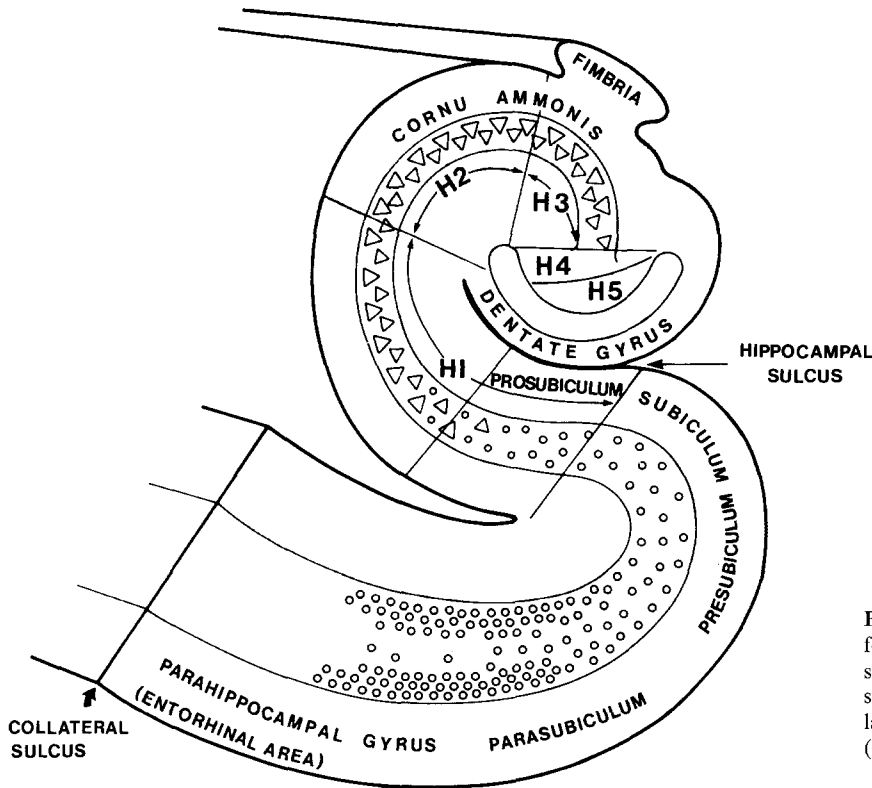 FIMBRIA
CORNU AMMONIS
H2
H3
H4
H5
DENTATE GYRUS
HIPPOCAMPAL
SULCUS
H1
PROSUBICULUM
SUBICULUM
PRESUBICULUM
PARASUBICULUM
PARAHIPPOCAMPAL GYRUS
(ENTORHINAL AREA)
COLLATERAL
SULCUS
F
f
s
s
la
(